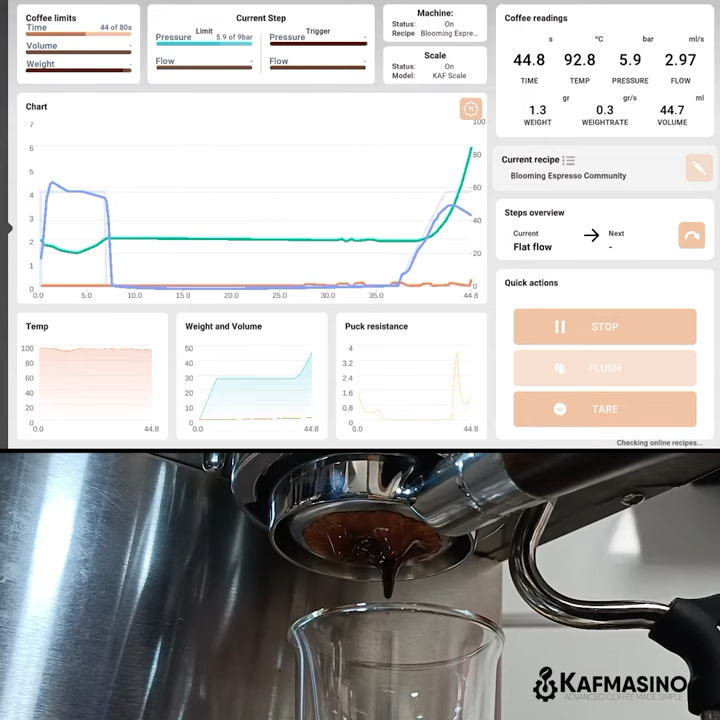 Coffee limits
Time 44 of 80s
Volume -
Weight -
Current Step
Limit
Pressure 5.9 of 9bar
Flow -
Trigger
Pressure -
Flow -
Machine:
Status: On
Recipe Blooming Espre...
Scale
Status: On
Model: KAF Scale
Coffee readings
s ºC bar ml/s
44.8 92.8 5.9 2.97
TIME TEMP PRESSURE FLOW
gr gr/s ml
1.3 0.3 44.7
WEIGHT WEIGHTRATE VOLUME
Chart
7 100
6
5 80
4 60
3 40
2 20
1
0 0
0.0 5.0 10.0 15.0 20.0 25.0 30.0 35.0 44.8
Current recipe
Blooming Espresso Community
Steps overview
Current Next
Flat flow -
Quick actions
STOP
FLUSH
TARE
Temp
100
80
60
40
20
0
0.0 44.8
Weight and Volume
50
40
30
20
10
0
0.0 44.8
Puck resistance
4
3.2
2.4
1.6
0.8
0
0.0 44.8
Checking online recipes...
KAFMASINO
ADVANCED COFFEE MADE SIMPLE